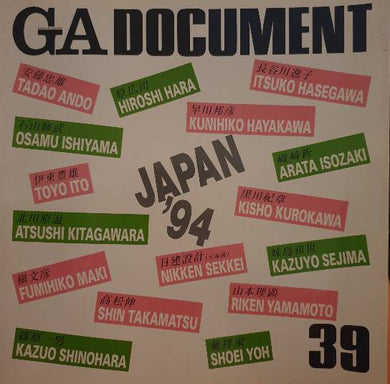 GA DOCUMENT
安藤忠雄
TADAO ANDO
原広司
HIROSHI HARA
長谷川逸子
ITSUKO HASEGAWA
早川邦彦
KUNIHIKO HAYAKAWA
石山修武
OSAMU ISHIYAMA
磯崎新
ARATA ISOZAKI
伊東豊雄
TOYO ITO
JAPAN
'94
黒川紀章
KISHO KUROKAWA
北川原温
ATSUSHI KITAGAWARA
日建設計
NIKKEN SEKKEI
妹島和世
KAZUYO SEJIMA
槇文彦
FUMIHIKO MAKI
高松伸
SHIN TAKAMATSU
山本理顕
RIKEN YAMAMOTO
篠原一男
KAZUO SHINOHARA
葉祥栄
SHOEI YOH
39